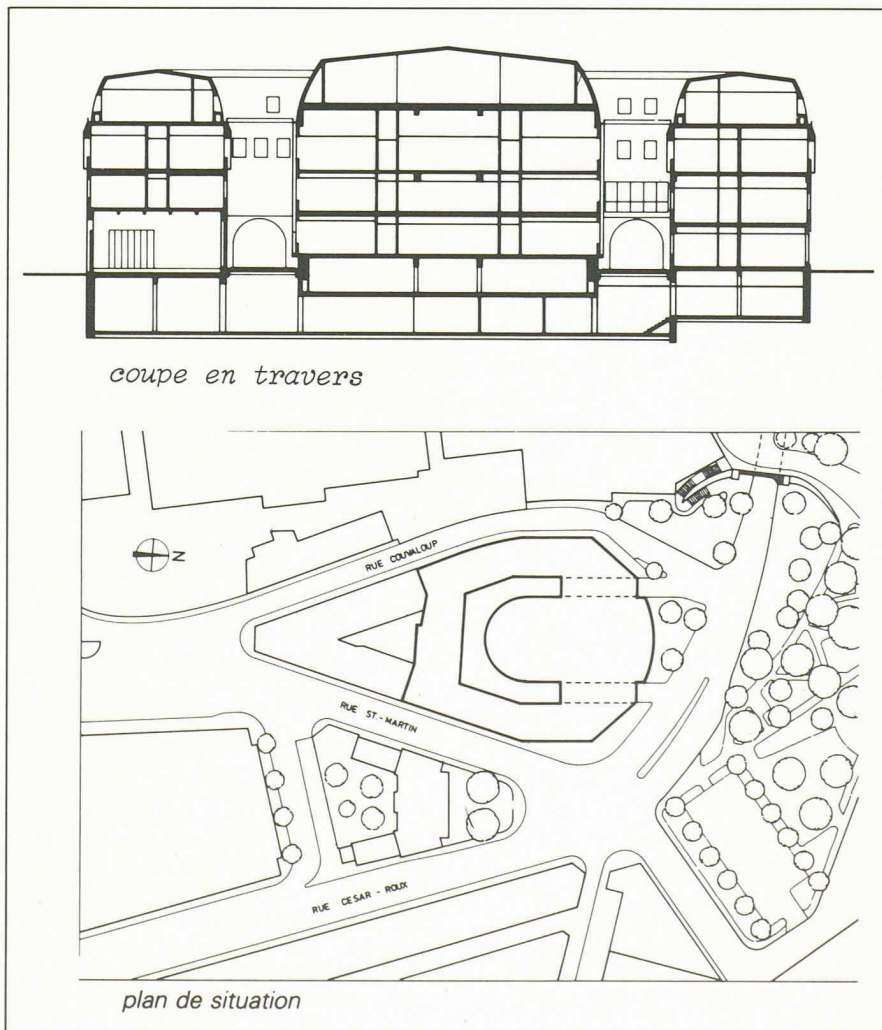 coupe en travers
N
RUE COUVALOUP
RUE ST.-MARTIN
RUE CESAR-ROUX
plan de situation